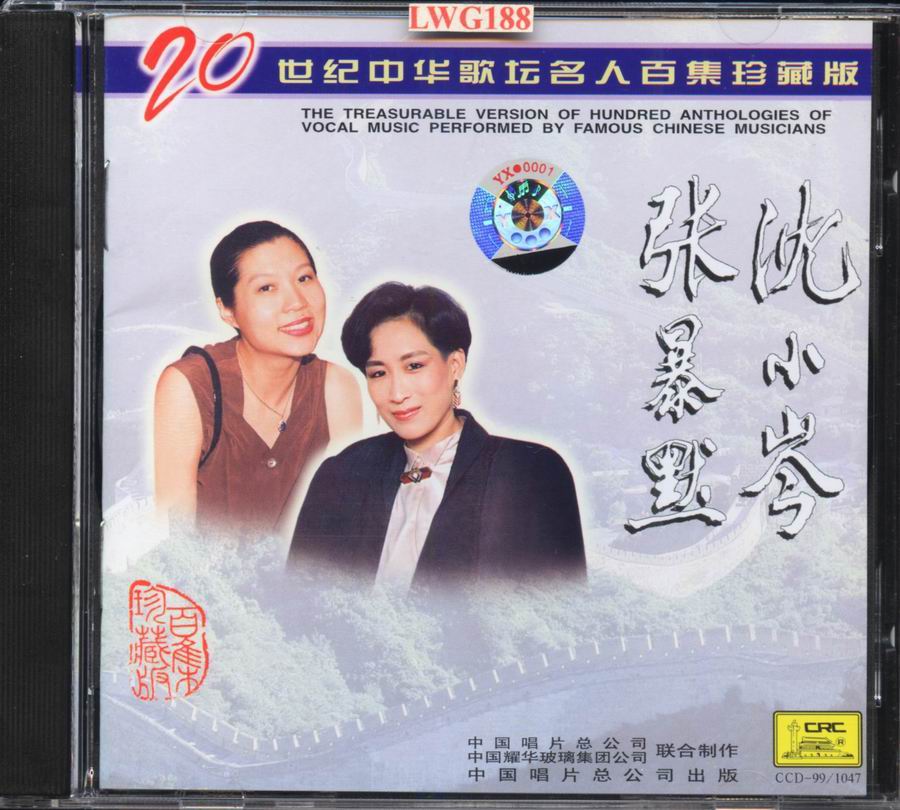 LWG188
20世纪中华歌坛名人百集珍藏版
THE TREASURABLE VERSION OF HUNDRED ANTHOLOGIES OF
VOCAL MUSIC PERFORMED BY FAMOUS CHINESE MUSICIANS
YX●0001
沈小岑
张暴默
百集
珍藏版
中国唱片总公司
中国耀华玻璃集团公司
联合制作
中国唱片总公司出版
CRC
®
CCD-99/1047